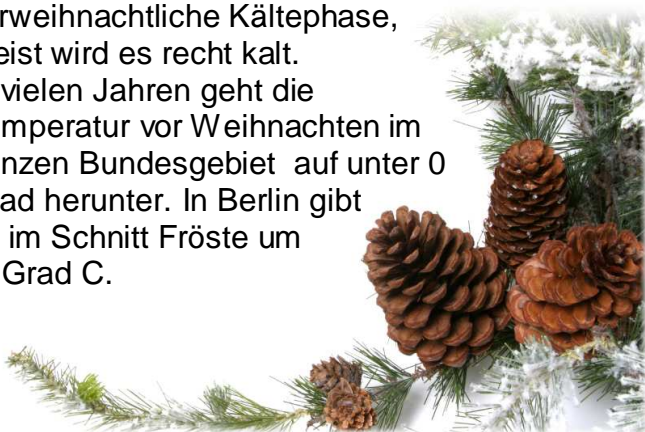 rweihnachtliche Kältephase,
eist wird es recht kalt.
vielen Jahren geht die
mperatur vor Weihnachten im
nzen Bundesgebiet auf unter 0
ad herunter. In Berlin gibt
im Schnitt Fröste um
Grad C.